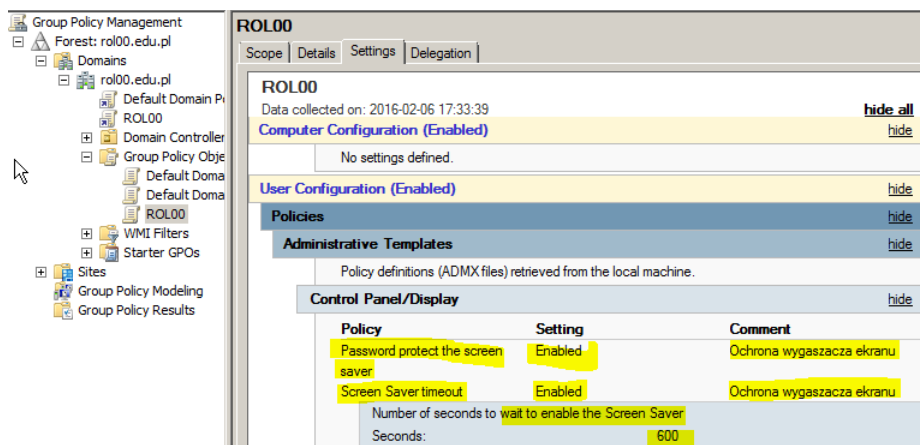 Group Policy Management
Forest: rol00.edu.pl
Domains
rol00.edu.pl
Default Domain P
ROL00
Domain Controller
Group Policy Obje
Default Doma
Default Doma
ROL00
WMI Filters
Starter GPOs
Sites
Group Policy Modeling
Group Policy Results
ROL00
Scope Details Settings Delegation
ROL00
Data collected on: 2016-02-06 17:33:39 hide all
Computer Configuration (Enabled) hide
No settings defined.
User Configuration (Enabled) hide
Policies hide
Administrative Templates hide
Policy definitions (ADMX files) retrieved from the local machine.
Control Panel/Display hide
Policy Setting Comment
Password protect the screen Enabled Ochrona wygaszacza ekranu
saver
Screen Saver timeout Enabled Ochrona wygaszacza ekranu
Number of seconds to wait to enable the Screen Saver
Seconds: 600